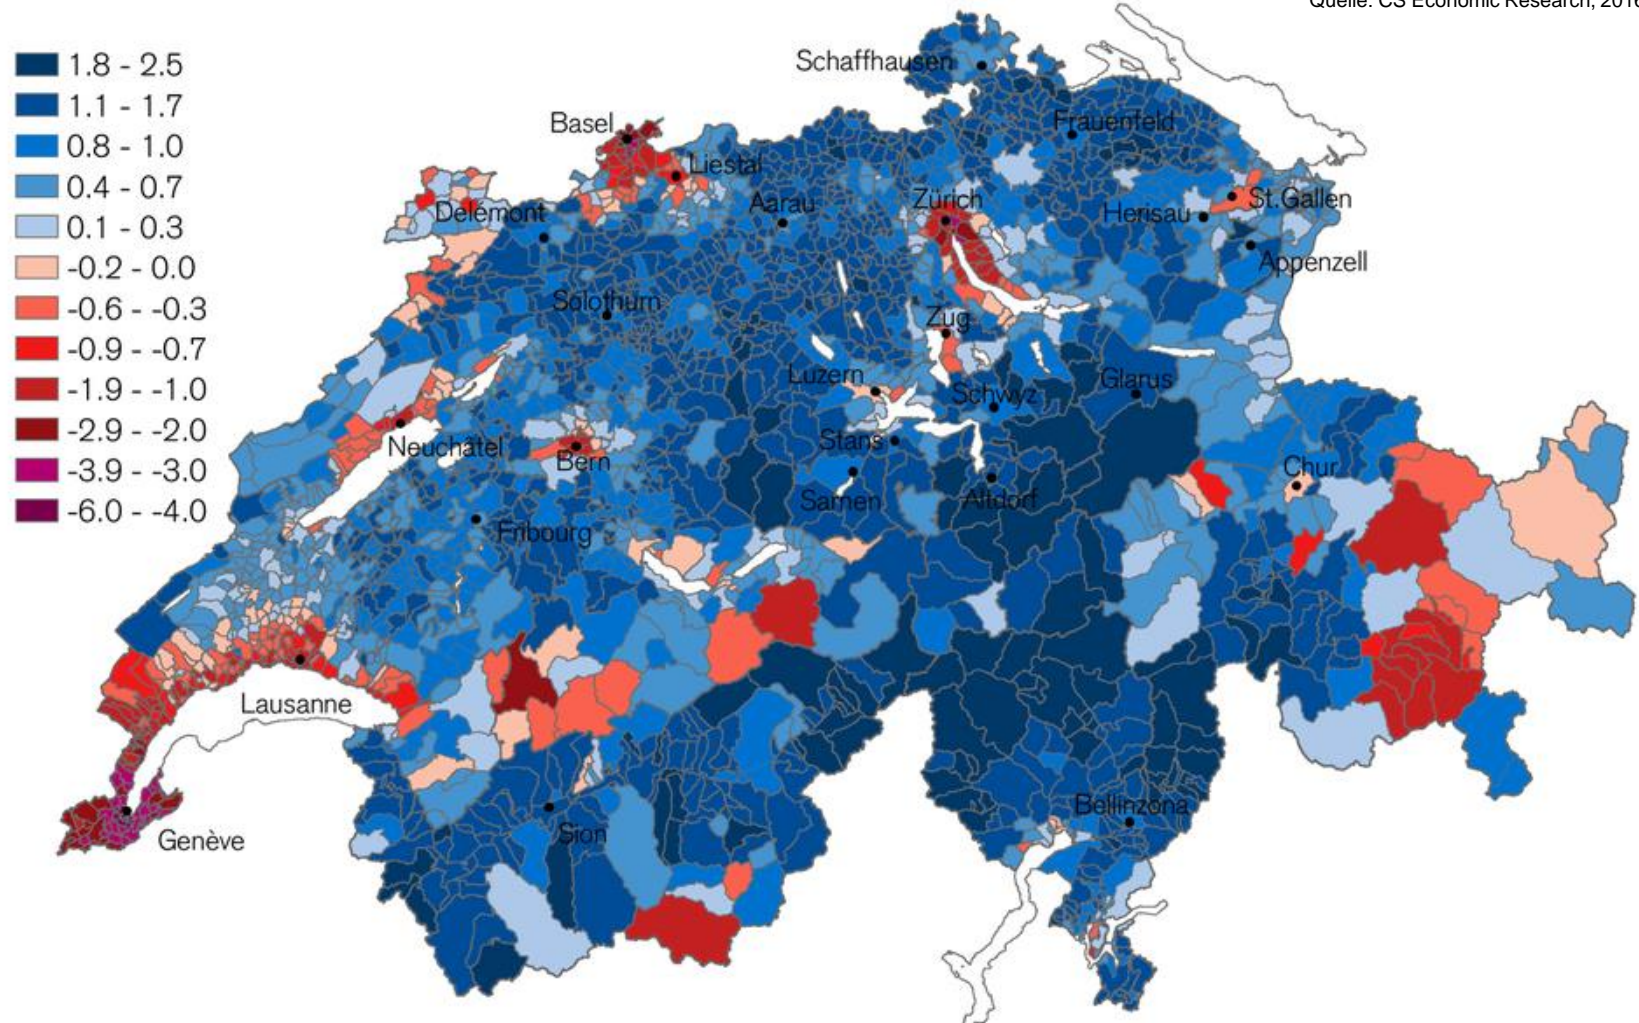 Quelle: CS Economic Research, 2016
1.8 - 2.5
1.1 - 1.7
0.8 - 1.0
0.4 - 0.7
0.1 - 0.3
-0.2 - 0.0
-0.6 - -0.3
-0.9 - -0.7
-1.9 - -1.0
-2.9 - -2.0
-3.9 - -3.0
-6.0 - -4.0
Schaffhausen
Basel
Frauenfeld
Liestal
Zürich
St.Gallen
Aarau
Herisau
Delémont
Appenzell
Solothurn
Zug
Luzern
Schwyz
Glarus
Neuchâtel
Stans
Bern
Chur
Sarnen
Altdorf
Fribourg
Lausanne
Bellinzona
Sion
Genève